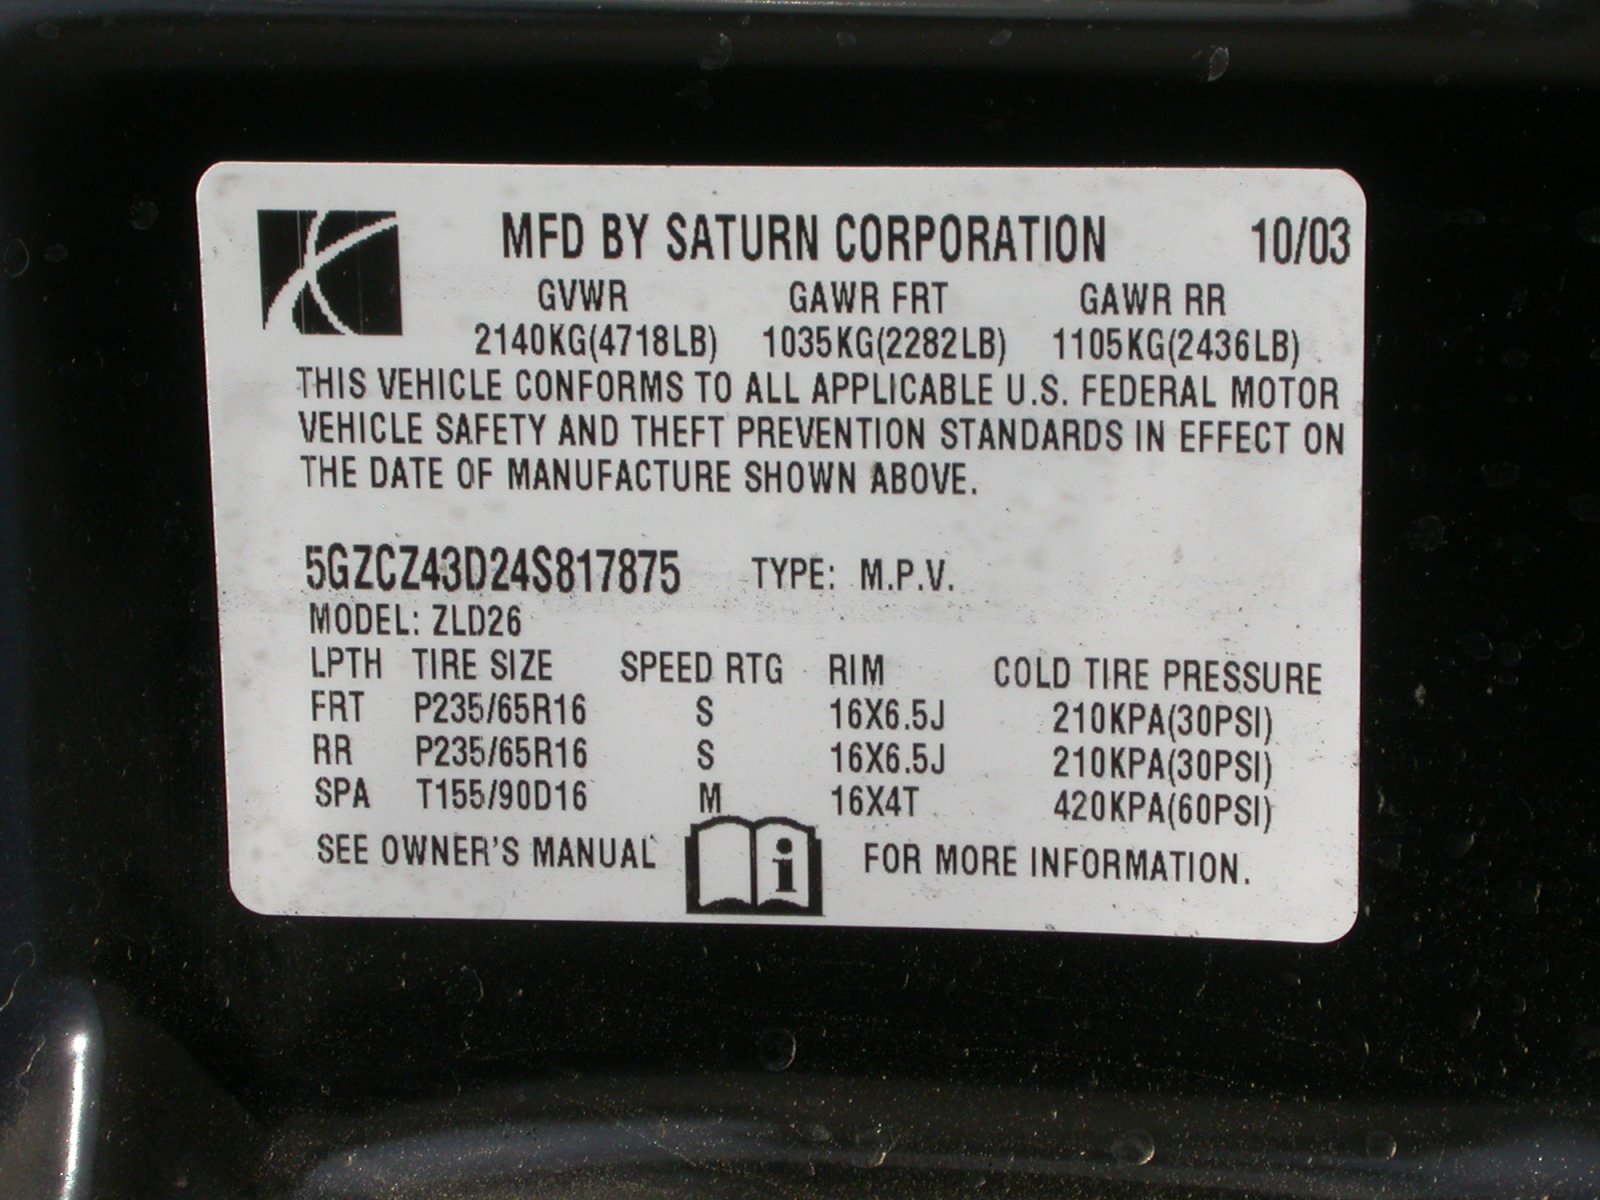 MFD BY SATURN CORPORATION 10/03
GVWR GAWR FRT GAWR RR
2140KG(4718LB) 1035KG(2282LB) 1105KG(2436LB)
THIS VEHICLE CONFORMS TO ALL APPLICABLE U.S. FEDERAL MOTOR
VEHICLE SAFETY AND THEFT PREVENTION STANDARDS IN EFFECT ON
THE DATE OF MANUFACTURE SHOWN ABOVE.
5GZCZ43D24S817875 TYPE: M.P.V.
MODEL: ZLD26
LPTH TIRE SIZE SPEED RTG RIM COLD TIRE PRESSURE
FRT P235/65R16 S 16X6.5J 210KPA(30PSI)
RR P235/65R16 S 16X6.5J 210KPA(30PSI)
SPA T155/90D16 M 16X4T 420KPA(60PSI)
SEE OWNER'S MANUAL i FOR MORE INFORMATION.